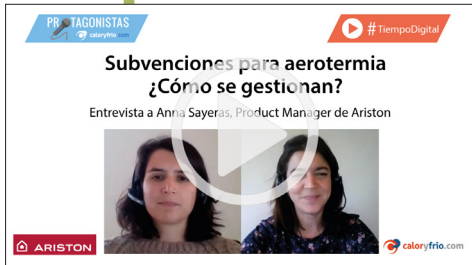 PROTAGONISTAS
caloryfrio.com
#TiempoDigital
Subvenciones para aerotermia
¿Cómo se gestionan?
Entrevista a Anna Sayeras, Product Manager de Ariston
ARISTON
caloryfrio.com